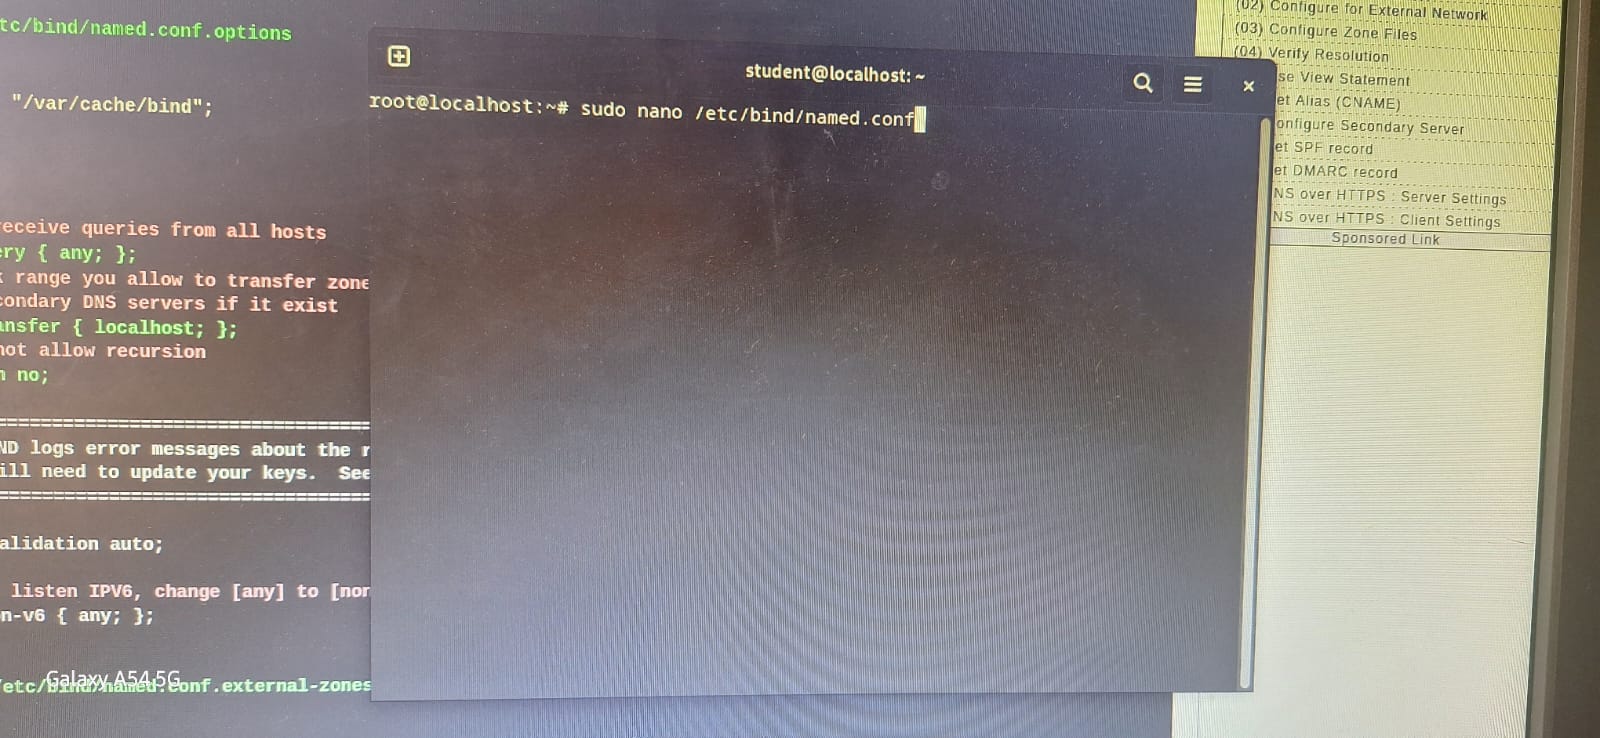 tc/bind/named.conf.options
"/var/cache/bind";
receive queries from all hosts
ery { any; };
range you allow to transfer zone
condary DNS servers if it exist
ansfer { localhost; };
not allow recursion
n no;
ND logs error messages about the r
ill need to update your keys. See
alidation auto;
listen IPV6, change [any] to [non
n-v6 { any; };
/etc/bind/named.conf.external-zones
Galaxy A54 5G
student@localhost: ~
root@localhost:~# sudo nano /etc/bind/named.conf
(02) Configure for External Network
(03) Configure Zone Files
(04) Verify Resolution
se View Statement
et Alias (CNAME)
onfigure Secondary Server
et SPF record
et DMARC record
NS over HTTPS : Server Settings
NS over HTTPS : Client Settings
Sponsored Link